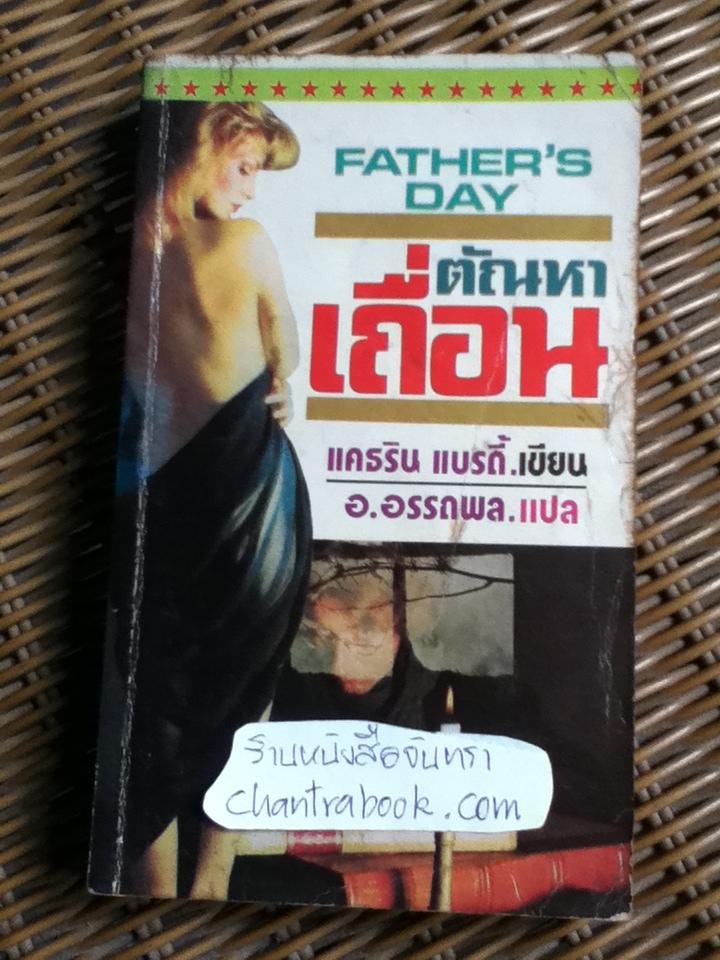 FATHER'S
DAY
ตัณหา
เถื่อน
แคธริน แบรดี้.เขียน
อ.อรรถพล.แปล
ร้านหนังสือจันทรา
chantrabook.com